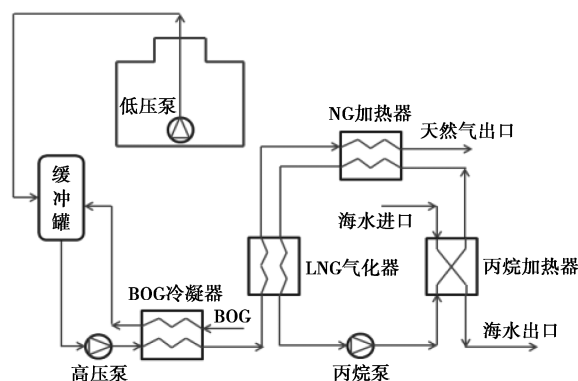 低压泵
NG加热器
天然气出口
缓
冲
罐
海水进口
LNG气化器
丙烷加热器
BOG冷凝器
BOG
海水出口
高压泵
丙烷泵